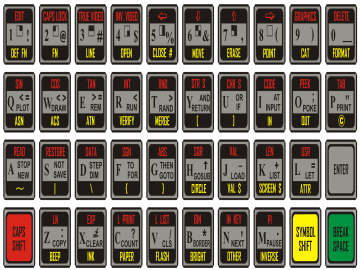 EDIT CAPS LOCK TRUE VIDEO INV. VIDEO ⇦ ⇩ ⇧ ⇨ GRAPHICS DELETE
1 ! 2 @ 3 # 4 $ 5 % 6 & 7 ' 8 ( 9 ) 0 _
DEF FN FN LINE OPEN CLOSE # MOVE ERASE POINT CAT FORMAT
SIN COS TAN INT RND STR $ CHR $ CODE PEEK TAB
Q <= W <> E >= R < T > Y AND U OR I AT O ; P "
PLOT DRAW REM RUN RAND RETURN IF INPUT POKE PRINT
ASN ACS ATN VERIFY MERGE [ ] IN OUT ©
READ RESTORE DATA SGN ABS SQR VAL LEN USR
A STOP S NOT D STEP F TO G THEN H ↑ J - K + L = ENTER
NEW SAVE DIM FOR GOTO GOSUB LOAD LIST LET
~ | \ { } CIRCLE VAL $ SCREEN $ ATTR
LN EXP L PRINT L LIST BIN IN KEY PI
CAPS Z : X £ C ? V / B * N , M . SYMBOL BREAK
SHIFT COPY CLEAR COUNT CLS BORDER NEXT PAUSE SHIFT SPACE
BEEP INK PAPER FLASH BRIGHT OTHER INVERSE